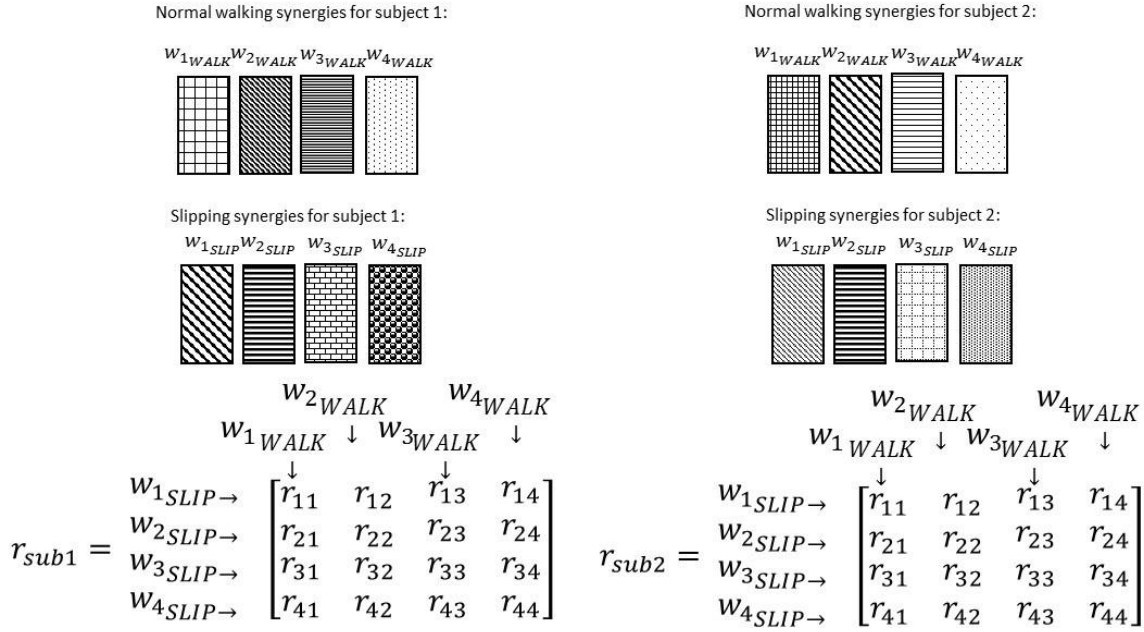 Normal walking synergies for subject 1:
w1WALK w2WALK w3WALK w4WALK
Slipping synergies for subject 1:
w1SLIP w2SLIP w3SLIP w4SLIP
w2WALK w4WALK
w1WALK ↓ w3WALK ↓
↓ ↓
w1SLIP→ r11 r12 r13 r14
w2SLIP→ r21 r22 r23 r24
rsub1 =
w3SLIP→ r31 r32 r33 r34
w4SLIP→ r41 r42 r43 r44
Normal walking synergies for subject 2:
w1WALK w2WALK w3WALK w4WALK
Slipping synergies for subject 2:
w1SLIP w2SLIP w3SLIP w4SLIP
w2WALK w4WALK
w1WALK ↓ w3WALK ↓
↓ ↓
w1SLIP→ r11 r12 r13 r14
w2SLIP→ r21 r22 r23 r24
rsub2 =
w3SLIP→ r31 r32 r33 r34
w4SLIP→ r41 r42 r43 r44